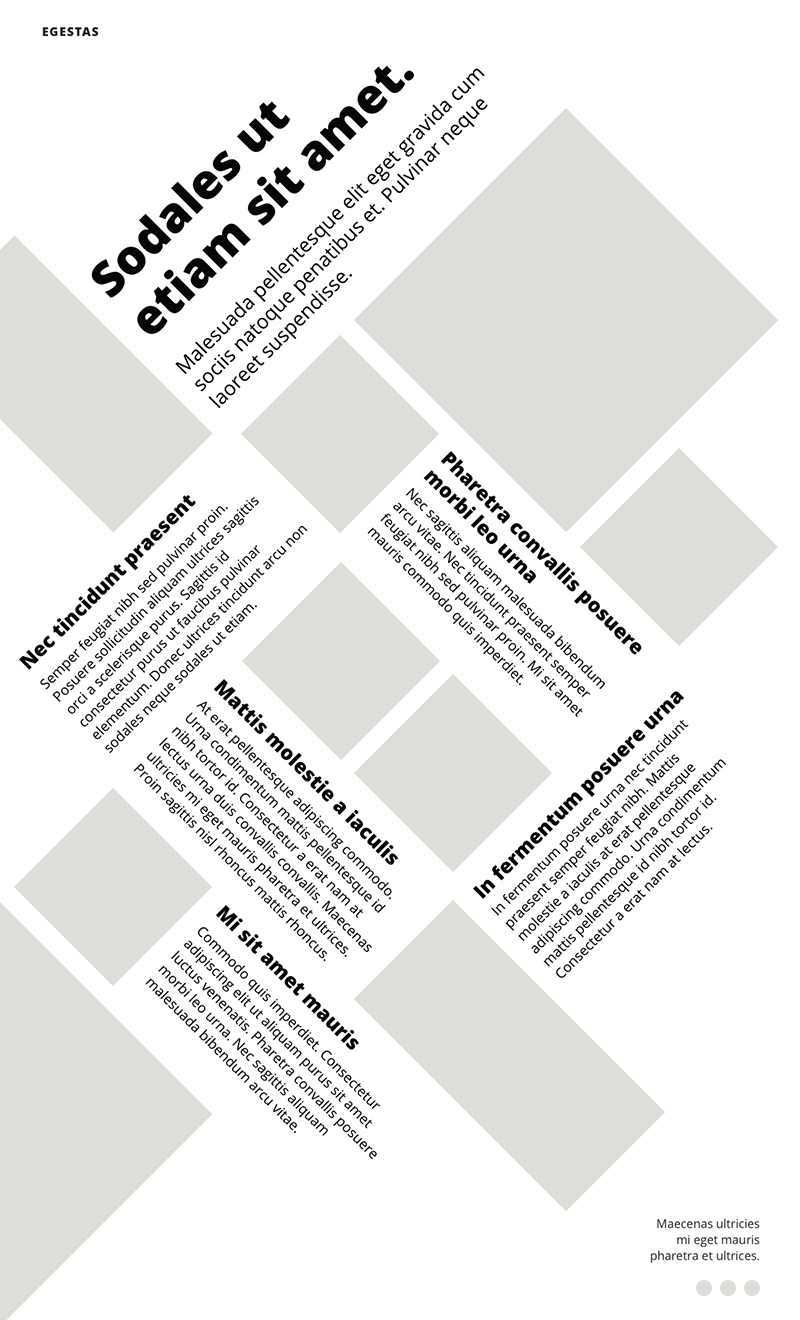 EGESTAS
Sodales ut
etiam sit amet.
Malesuada pellentesque elit eget gravida cum
sociis natoque penatibus et. Pulvinar neque
laoreet suspendisse.
Pharetra convallis posuere
morbi leo urna
Nec sagittis aliquam malesuada bibendum
arcu vitae. Nec tincidunt praesent semper
feugiat nibh sed pulvinar proin. Mi sit amet
mauris commodo quis imperdiet.
Nec tincidunt praesent
Semper feugiat nibh sed pulvinar proin.
Posuere sollicitudin aliquam ultrices sagittis
orci a scelerisque purus. Sagittis id
consectetur purus ut faucibus pulvinar
elementum. Donec ultrices tincidunt arcu non
sodales neque sodales ut etiam.
Mattis molestie a iaculis
At erat pellentesque adipiscing commodo.
Urna condimentum mattis pellentesque id
nibh tortor id. Consectetur a erat nam at
lectus urna duis convallis convallis. Maecenas
ultricies mi eget mauris pharetra et ultrices.
Proin sagittis nisl rhoncus mattis rhoncus.
In fermentum posuere urna
In fermentum posuere urna nec tincidunt
praesent semper feugiat nibh. Mattis
molestie a iaculis at erat pellentesque
adipiscing commodo. Urna condimentum
mattis pellentesque id nibh tortor id.
Consectetur a erat nam at lectus.
Mi sit amet mauris
Commodo quis imperdiet. Consectetur
adipiscing elit ut aliquam purus sit amet
luctus venenatis. Pharetra convallis posuere
morbi leo urna. Nec sagittis aliquam
malesuada bibendum arcu vitae.
Maecenas ultricies
mi eget mauris
pharetra et ultrices.